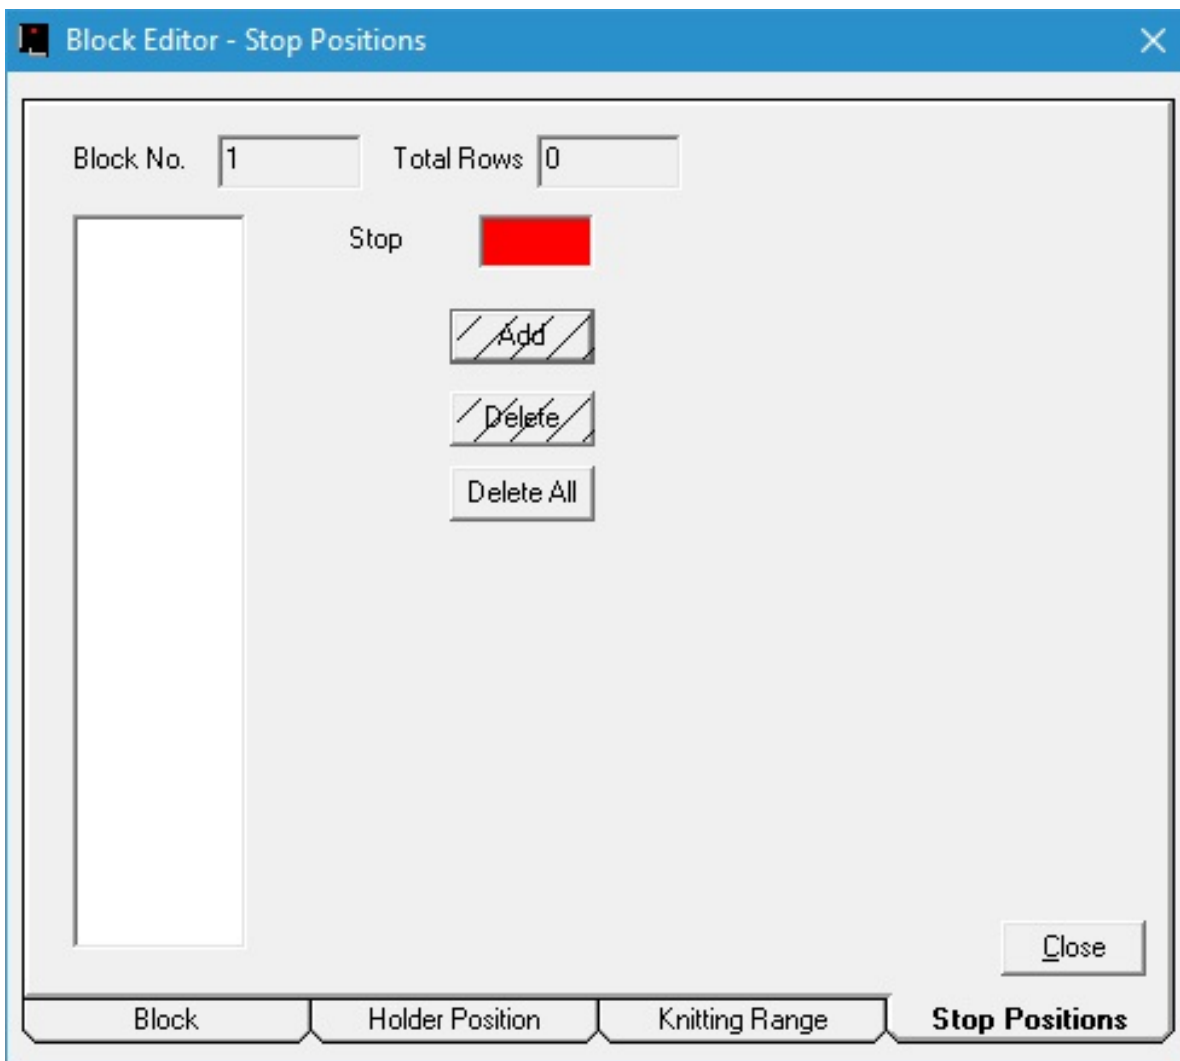 Block Editor - Stop Positions
Block No. 1 Total Rows 0
Stop
Add
Delete
Delete All
Close
Block Holder Position Knitting Range Stop Positions